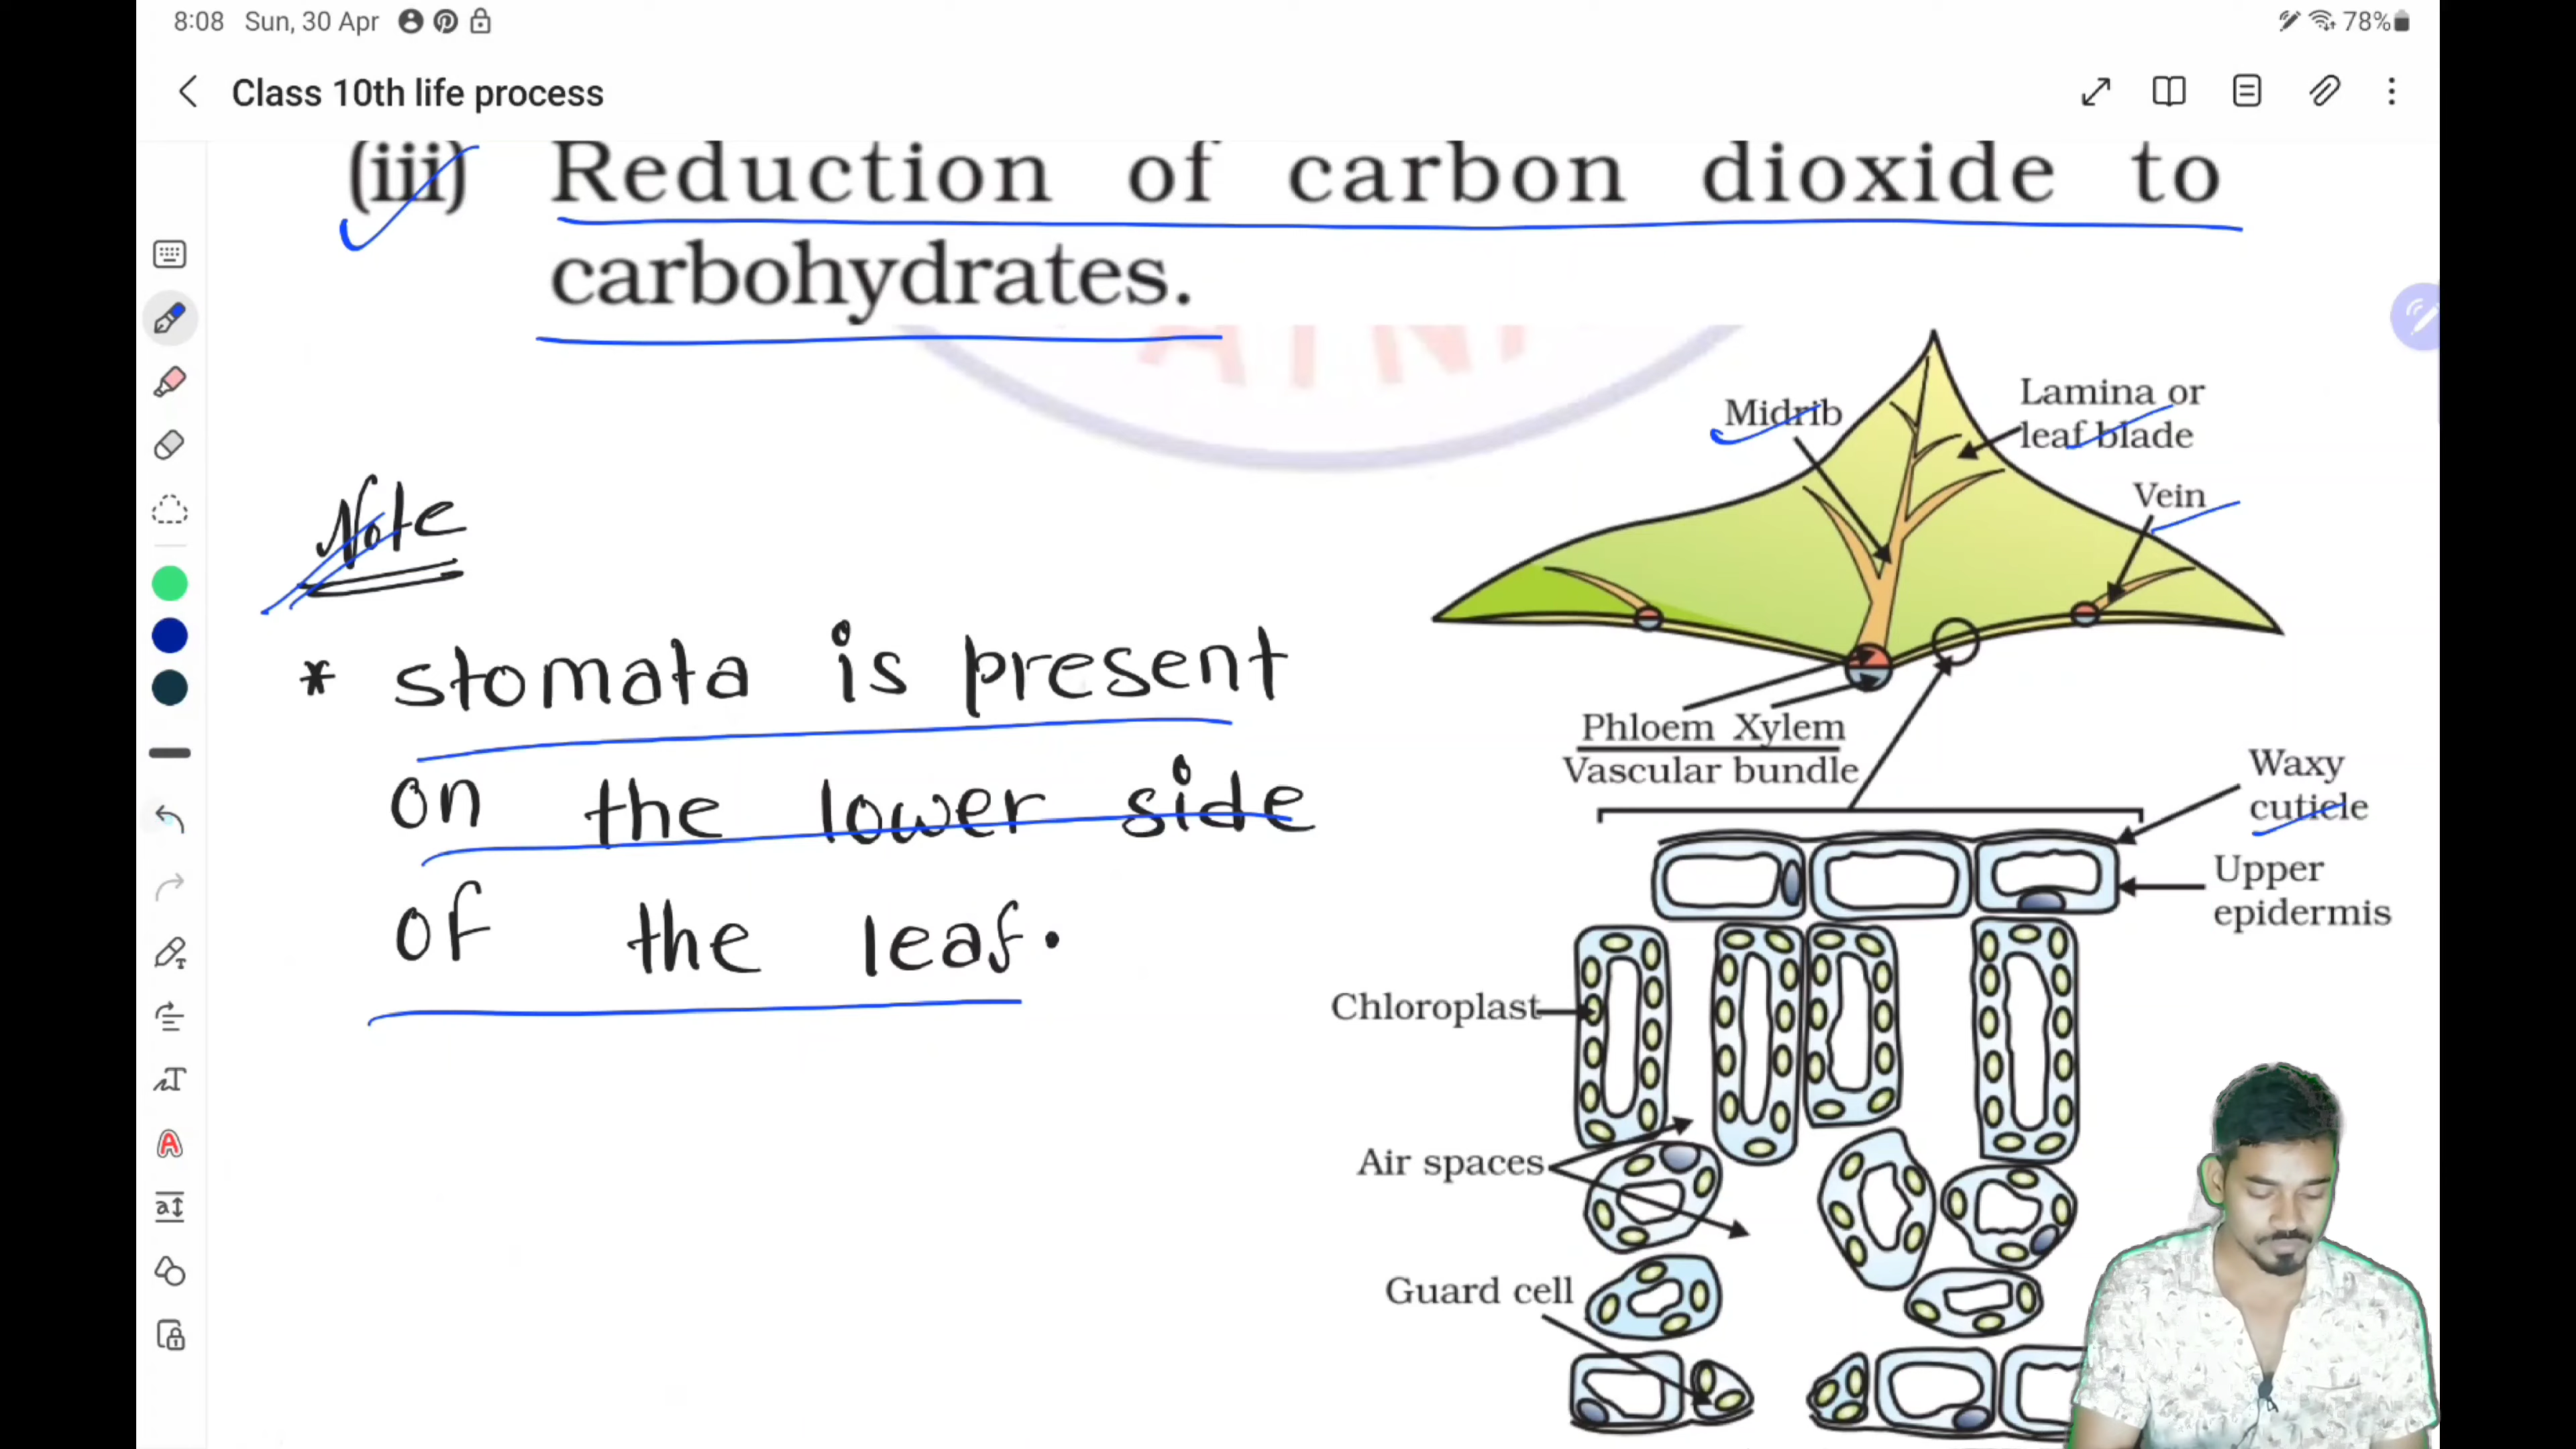 8:08 Sun, 30 Apr
78%
Class 10th life process
(iii) Reduction of carbon dioxide to
carbohydrates.
Note
* stomata is present
on the lower side
of the leaf.
Midrib
Lamina or
leaf blade
Vein
Phloem Xylem
Vascular bundle
Waxy
cuticle
Upper
epidermis
Chloroplast
Air spaces
Guard cell